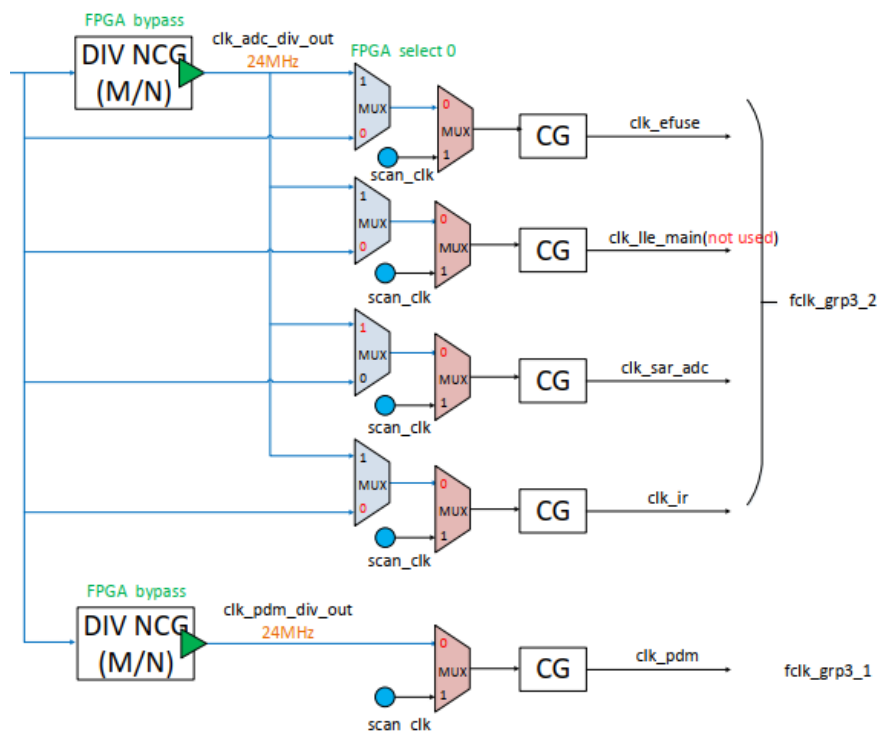 FPGA bypass
DIV NCG
(M/N)
clk_adc_div_out
24MHz
FPGA select 0
1
MUX
0
0
MUX
1
scan_clk
CG
clk_efuse
1
MUX
0
0
MUX
1
scan_clk
CG
clk_lle_main(not used)
fclk_grp3_2
1
MUX
0
0
MUX
1
scan_clk
CG
clk_sar_adc
1
MUX
0
0
MUX
1
scan_clk
CG
clk_ir
FPGA bypass
DIV NCG
(M/N)
clk_pdm_div_out
24MHz
0
MUX
1
scan_clk
CG
clk_pdm
fclk_grp3_1